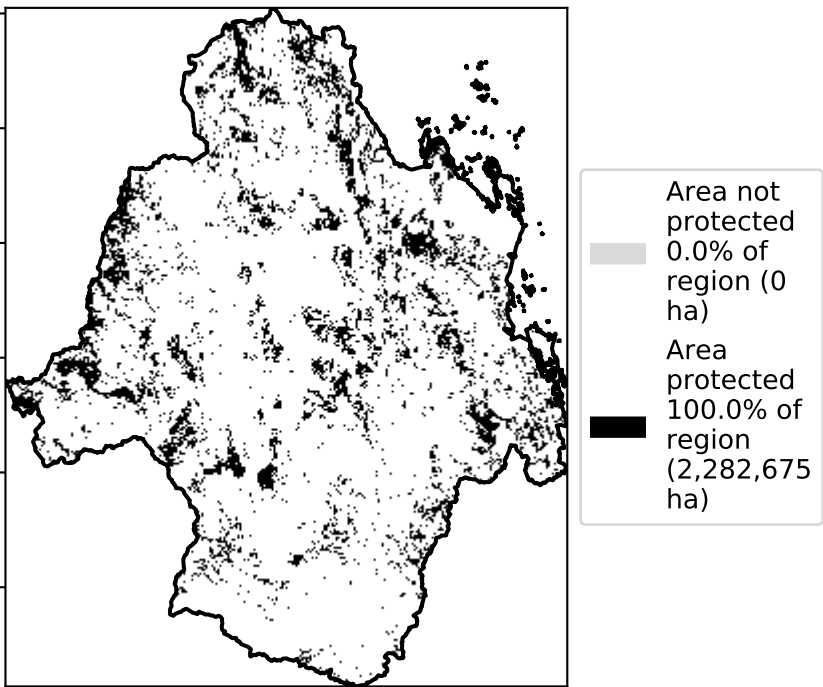 Area not
protected
0.0% of
region (0
ha)
Area
protected
100.0% of
region
(2,282,675
ha)